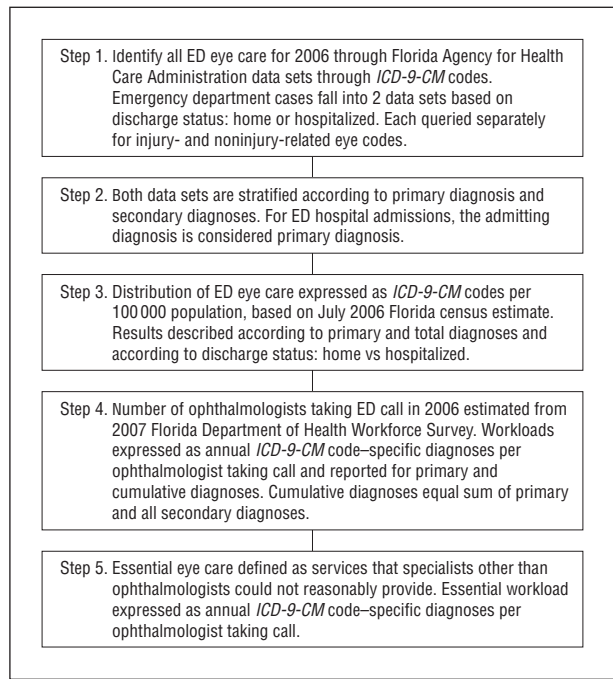 Step 1. Identify all ED eye care for 2006 through Florida Agency for Health
Care Administration data sets through ICD-9-CM codes.
Emergency department cases fall into 2 data sets based on
discharge status: home or hospitalized. Each queried separately
for injury- and noninjury-related eye codes.
Step 2. Both data sets are stratified according to primary diagnosis and
secondary diagnoses. For ED hospital admissions, the admitting
diagnosis is considered primary diagnosis.
Step 3. Distribution of ED eye care expressed as ICD-9-CM codes per
100 000 population, based on July 2006 Florida census estimate.
Results described according to primary and total diagnoses and
according to discharge status: home vs hospitalized.
Step 4. Number of ophthalmologists taking ED call in 2006 estimated from
2007 Florida Department of Health Workforce Survey. Workloads
expressed as annual ICD-9-CM code–specific diagnoses per
ophthalmologist taking call and reported for primary and
cumulative diagnoses. Cumulative diagnoses equal sum of primary
and all secondary diagnoses.
Step 5. Essential eye care defined as services that specialists other than
ophthalmologists could not reasonably provide. Essential workload
expressed as annual ICD-9-CM code–specific diagnoses per
ophthalmologist taking call.